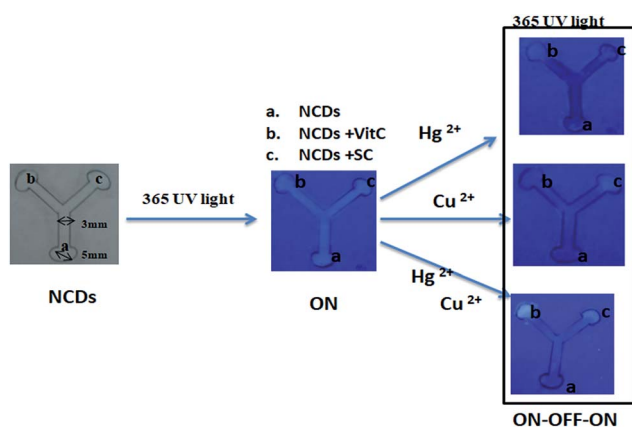 365 UV light
b
c
a
a. NCDs
b. NCDs +VitC
c. NCDs +SC
Hg 2+
b
c
3mm
a
5mm
NCDs
365 UV light
b
c
a
ON
Cu 2+
b
c
a
Hg 2+
Cu 2+
b
c
a
ON-OFF-ON